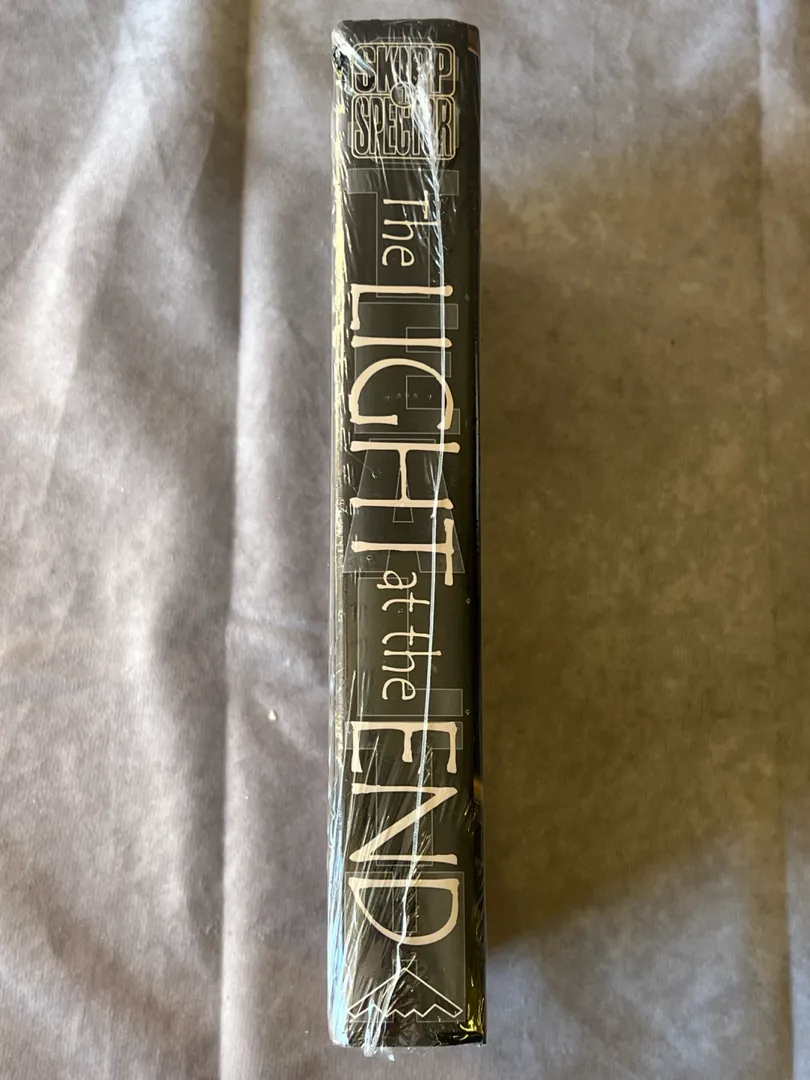 SKIPP
SPECTOR
The LIGHT at the END